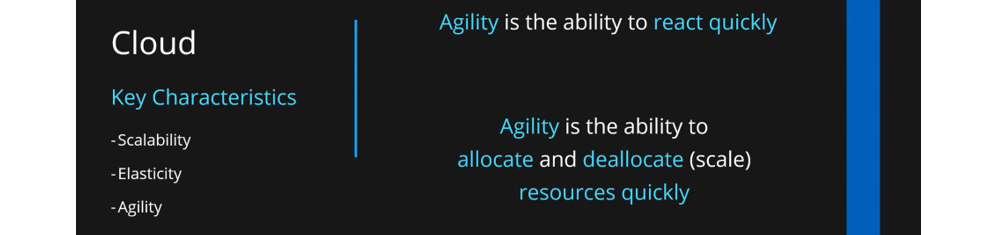 Cloud
Key Characteristics
-Scalability
-Elasticity
-Agility
Agility is the ability to react quickly
Agility is the ability to
allocate and deallocate (scale)
resources quickly